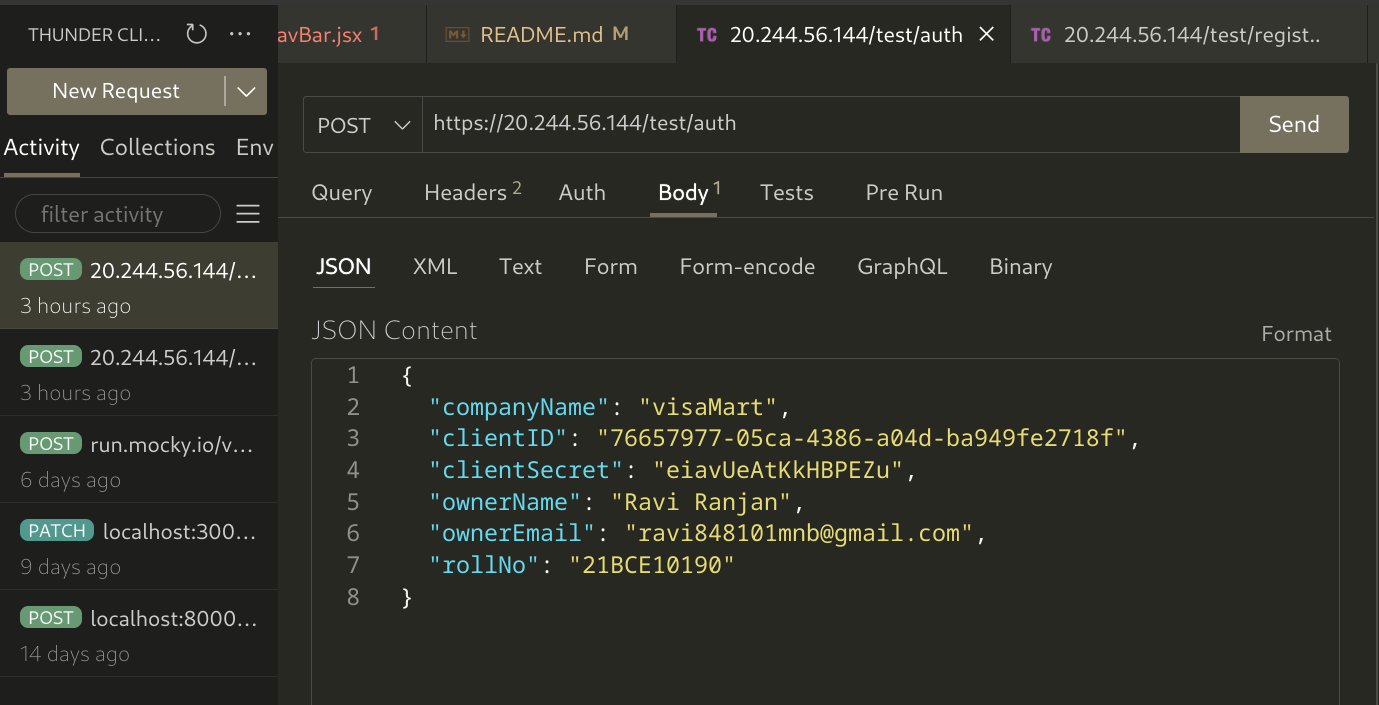 THUNDER CLI...
avBar.jsx 1
README.md M
TC 20.244.56.144/test/auth
TC 20.244.56.144/test/regist..
New Request
POST https://20.244.56.144/test/auth Send
Activity Collections Env
Query Headers 2 Auth Body 1 Tests Pre Run
filter activity
POST 20.244.56.144/...
3 hours ago
POST 20.244.56.144/...
3 hours ago
POST run.mocky.io/v...
6 days ago
PATCH localhost:300...
9 days ago
POST localhost:8000...
14 days ago
JSON XML Text Form Form-encode GraphQL Binary
JSON Content
Format
1 {
2 "companyName": "visaMart",
3 "clientID": "76657977-05ca-4386-a04d-ba949fe2718f",
4 "clientSecret": "eiavUeAtKkHBPEZu",
5 "ownerName": "Ravi Ranjan",
6 "ownerEmail": "ravi848101mnb@gmail.com",
7 "rollNo": "21BCE10190"
8 }